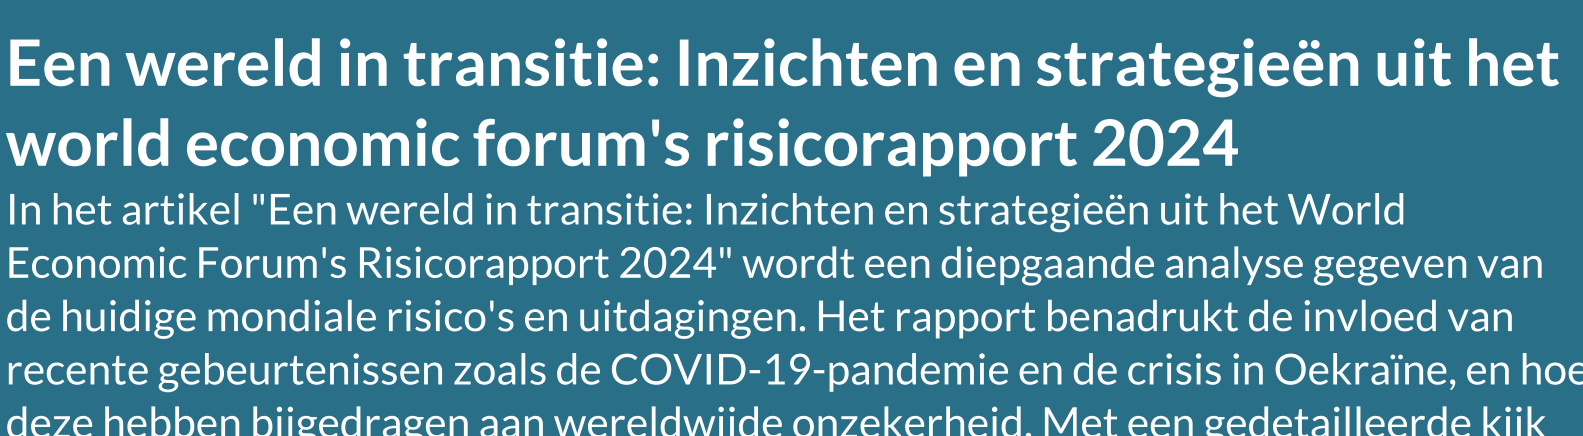 Een wereld in transitie: Inzichten en strategieën uit het
world economic forum's risicorapport 2024
In het artikel "Een wereld in transitie: Inzichten en strategieën uit het World
Economic Forum's Risicorapport 2024" wordt een diepgaande analyse gegeven van
de huidige mondiale risico's en uitdagingen. Het rapport benadrukt de invloed van
recente gebeurtenissen zoals de COVID-19-pandemie en de crisis in Oekraïne, en hoe
deze hebben bijgedragen aan wereldwijde onzekerheid. Met een gedetailleerde kijk